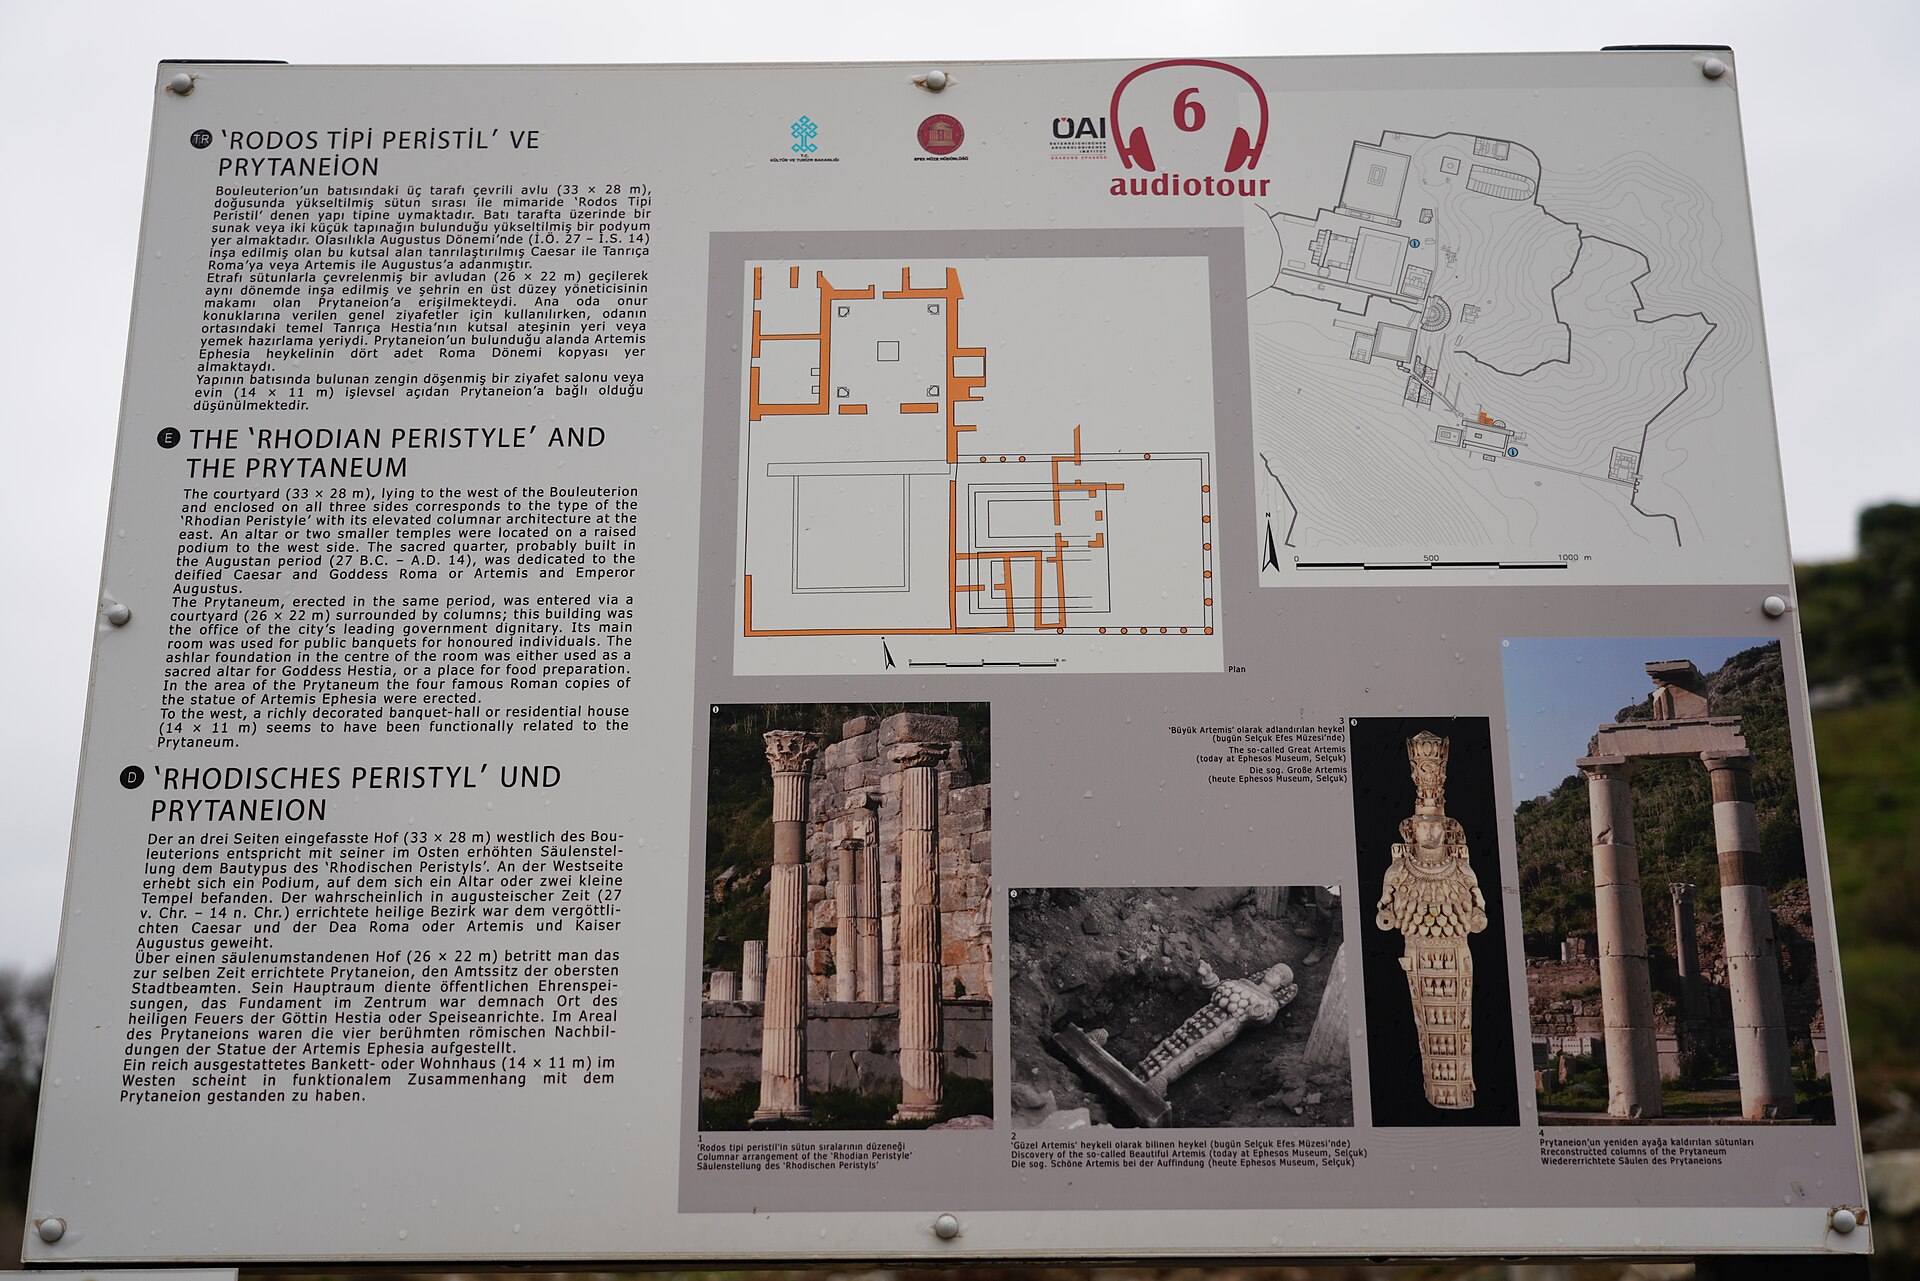 TR 'RODOS TİPİ PERİSTİL' VE
PRYTANEİON
Bouleuterion'un batısındaki üç tarafı çevrili avlu (33 × 28 m),
doğusunda yükseltilmiş sütun sırası ile mimaride 'Rodos Tipi
Peristil' denen yapı tipine uymaktadır. Batı tarafta üzerinde bir
sunak veya iki küçük tapınağın bulunduğu yükseltilmiş bir podyum
yer almaktadır. Olasılıkla Augustus Dönemi'nde (İ.Ö. 27 – İ.S. 14)
inşa edilmiş olan bu kutsal alan tanrılaştırılmış Caesar ile Tanrıça
Roma'ya veya Artemis ile Augustus'a adanmıştır.
Etrafı sütunlarla çevrelenmiş bir avludan (26 × 22 m) geçilerek
aynı dönemde inşa edilmiş ve şehrin en üst düzey yöneticisinin
makamı olan Prytaneion'a erişilmekteydi. Ana oda onur
konuklarına verilen genel ziyafetler için kullanılırken, odanın
ortasındaki temel Tanrıça Hestia'nın kutsal ateşinin yeri veya
yemek hazırlama yeriydi. Prytaneion'un bulunduğu alanda Artemis
Ephesia heykelinin dört adet Roma Dönemi kopyası yer
almaktaydı.
Yapının batısında bulunan zengin döşenmiş bir ziyafet salonu veya
evin (14 × 11 m) işlevsel açıdan Prytaneion'a bağlı olduğu
düşünülmektedir.
E THE 'RHODIAN PERISTYLE' AND
THE PRYTANEUM
The courtyard (33 × 28 m), lying to the west of the Bouleuterion
and enclosed on all three sides corresponds to the type of the
'Rhodian Peristyle' with its elevated columnar architecture at the
east. An altar or two smaller temples were located on a raised
podium to the west side. The sacred quarter, probably built in
the Augustan period (27 B.C. – A.D. 14), was dedicated to the
deified Caesar and Goddess Roma or Artemis and Emperor
Augustus.
The Prytaneum, erected in the same period, was entered via a
courtyard (26 × 22 m) surrounded by columns; this building was
the office of the city's leading government dignitary. Its main
room was used for public banquets for honoured individuals. The
ashlar foundation in the centre of the room was either used as a
sacred altar for Goddess Hestia, or a place for food preparation.
In the area of the Prytaneum the four famous Roman copies of
the statue of Artemis Ephesia were erected.
To the west, a richly decorated banquet-hall or residential house
(14 × 11 m) seems to have been functionally related to the
Prytaneum.
D 'RHODISCHES PERISTYL' UND
PRYTANEION
Der an drei Seiten eingefasste Hof (33 × 28 m) westlich des Bou-
leuterions entspricht mit seiner im Osten erhöhten Säulenstel-
lung dem Bautypus des 'Rhodischen Peristyls'. An der Westseite
erhebt sich ein Podium, auf dem sich ein Altar oder zwei kleine
Tempel befanden. Der wahrscheinlich in augusteischer Zeit (27
v. Chr. – 14 n. Chr.) errichtete heilige Bezirk war dem vergöttli-
chten Caesar und der Dea Roma oder Artemis und Kaiser
Augustus geweiht.
Über einen säulenumstandenen Hof (26 × 22 m) betritt man das
zur selben Zeit errichtete Prytaneion, den Amtssitz der obersten
Stadtbeamten. Sein Hauptraum diente öffentlichen Ehrenspei-
sungen, das Fundament im Zentrum war demnach Ort des
heiligen Feuers der Göttin Hestia oder Speiseanrichte. Im Areal
des Prytaneions waren die vier berühmten römischen Nachbil-
dungen der Statue der Artemis Ephesia aufgestellt.
Ein reich ausgestattetes Bankett- oder Wohnhaus (14 × 11 m) im
Westen scheint in funktionalem Zusammenhang mit dem
Prytaneion gestanden zu haben.
T.C.
KÜLTÜR VE TURİZM BAKANLIĞI
EFES MÜZE MÜDÜRLÜĞÜ
ÖAI
ÖSTERREICHISCHES
ARCHÄOLOGISCHES
INSTITUT
GRABUNG EPHESOS
6
audiotour
N
0 500 1000 m
Plan
3
'Büyük Artemis' olarak adlandırılan heykel
(bugün Selçuk Efes Müzesi'nde)
The so-called Great Artemis
(today at Ephesos Museum, Selçuk)
Die sog. Große Artemis
(heute Ephesos Museum, Selçuk)
1
'Rodos tipi peristil'in sütun sıralarının düzeneği
Columnar arrangement of the 'Rhodian Peristyle'
Säulenstellung des 'Rhodischen Peristyls'
2
'Güzel Artemis' heykeli olarak bilinen heykel (bugün Selçuk Efes Müzesi'nde)
Discovery of the so-called Beautiful Artemis (today at Ephesos Museum, Selçuk)
Die sog. Schöne Artemis bei der Auffindung (heute Ephesos Museum, Selçuk)
4
Prytaneion'un yeniden ayağa kaldırılan sütunları
Rreconstructed columns of the Prytaneum
Wiedererrichtete Säulen des Prytaneions